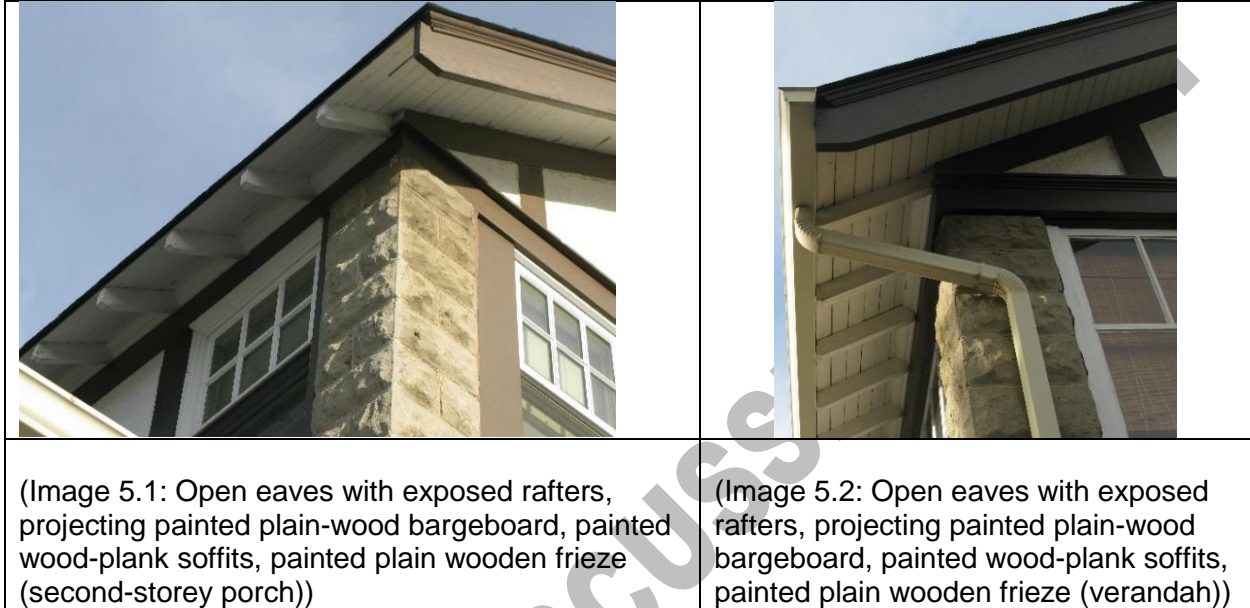 (Image 5.1: Open eaves with exposed rafters,
projecting painted plain-wood bargeboard, painted
wood-plank soffits, painted plain wooden frieze
(second-storey porch))
(Image 5.2: Open eaves with exposed
rafters, projecting painted plain-wood
bargeboard, painted wood-plank soffits,
painted plain wooden frieze (verandah))